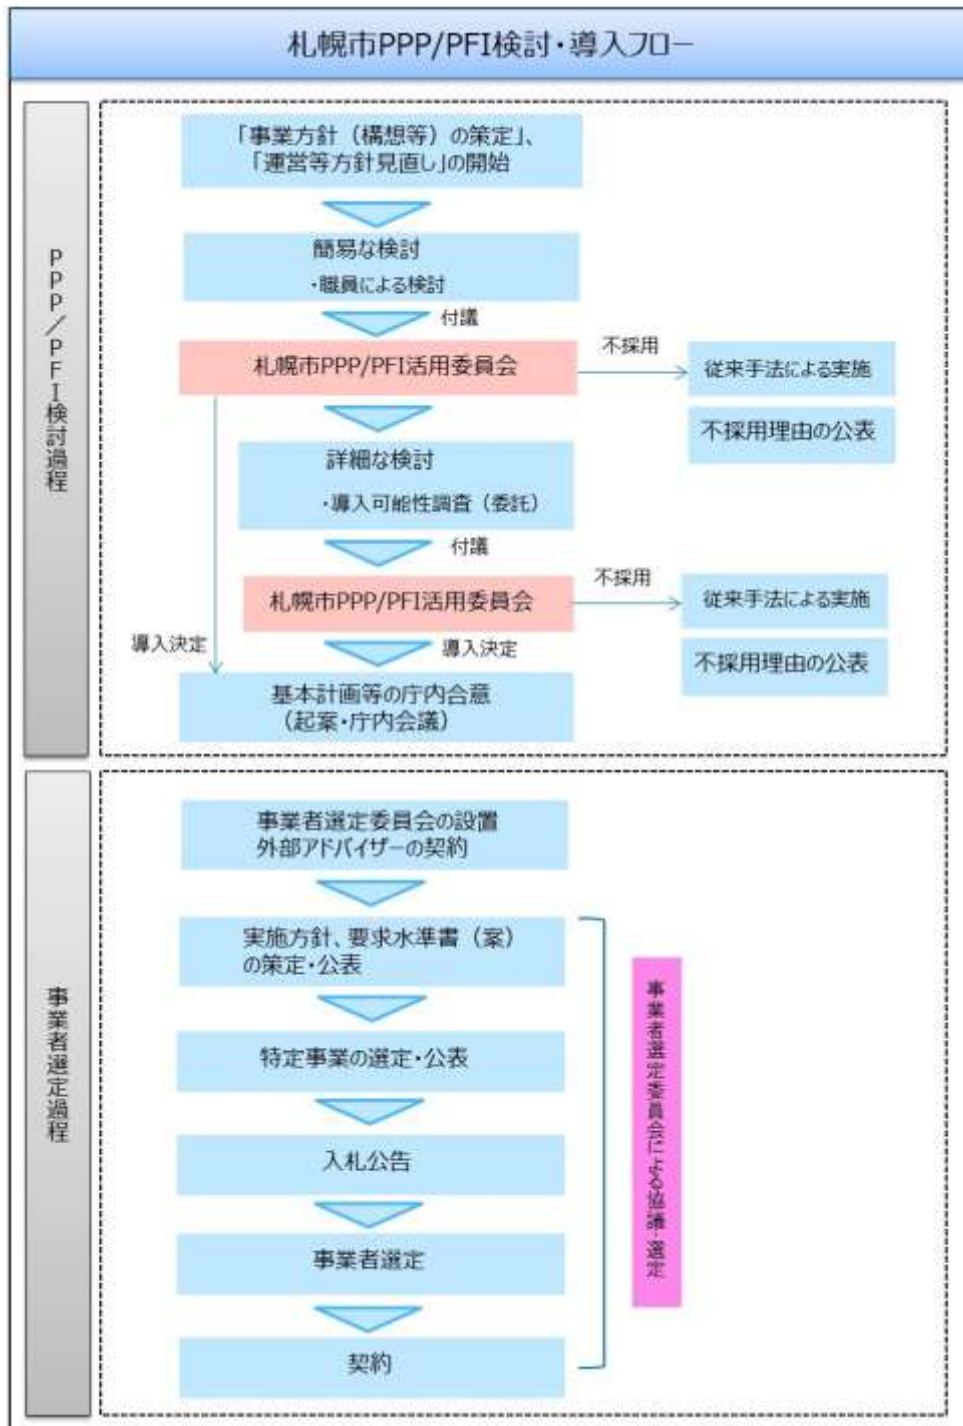 札幌市PPP/PFI検討・導入フロー
PPP/PFI検討過程
「事業方針（構想等）の策定」、
「運営等方針見直し」の開始
簡易な検討
・職員による検討
付議
札幌市PPP/PFI活用委員会
不採用
従来手法による実施
不採用理由の公表
詳細な検討
・導入可能性調査（委託）
付議
札幌市PPP/PFI活用委員会
不採用
従来手法による実施
不採用理由の公表
導入決定
導入決定
基本計画等の庁内合意
（起案・庁内会議）
事業者選定過程
事業者選定委員会の設置
外部アドバイザーの契約
実施方針、要求水準書（案）
の策定・公表
特定事業の選定・公表
入札公告
事業者選定
契約
事業者選定委員会による協議・選定